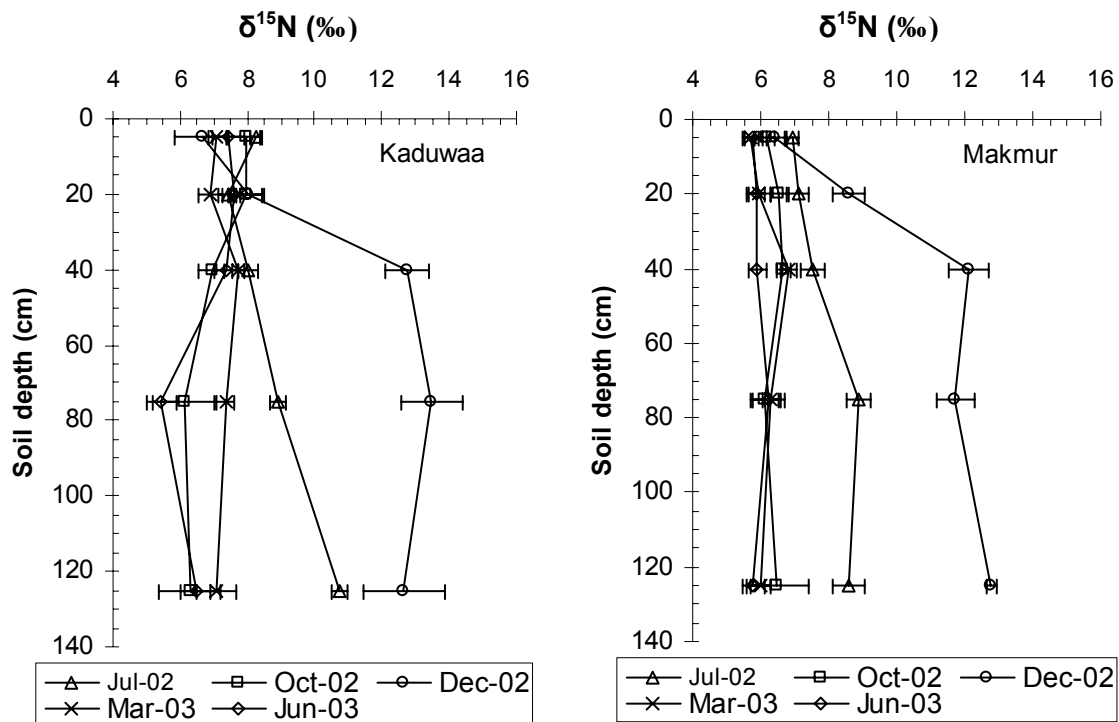 δ¹⁵N (‰)
4 6 8 10 12 14 16
0
20
40
60
80
100
120
140
Soil depth (cm)
Kaduwaa
Jul-02 Oct-02 Dec-02
Mar-03 Jun-03
δ¹⁵N (‰)
4 6 8 10 12 14 16
0
20
40
60
80
100
120
140
Soil depth (cm)
Makmur
Jul-02 Oct-02 Dec-02
Mar-03 Jun-03